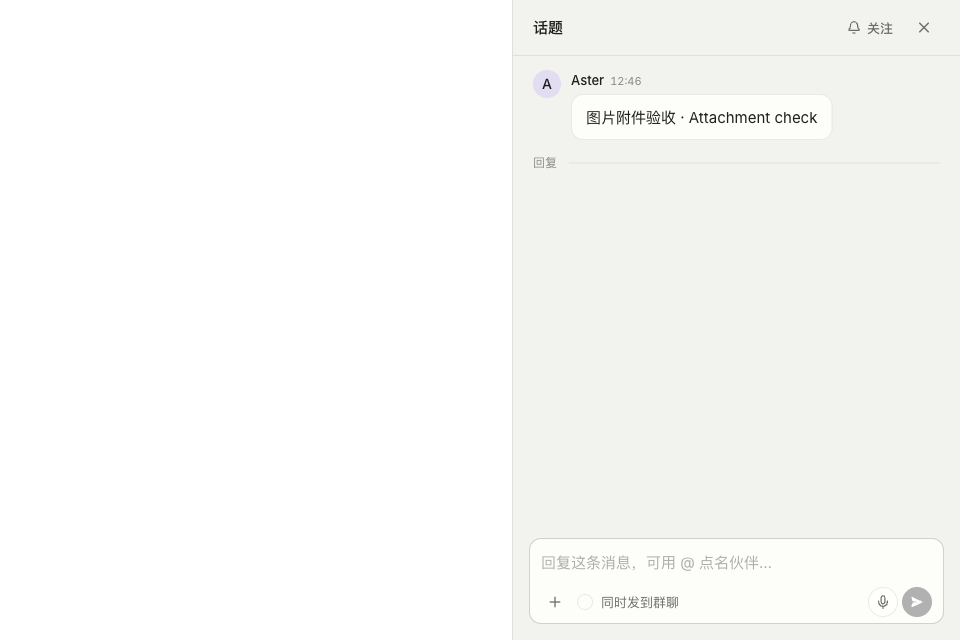 话题
关注
A
Aster 12:46
图片附件验收 · Attachment check
回复
回复这条消息，可用 @ 点名伙伴...
同时发到群聊